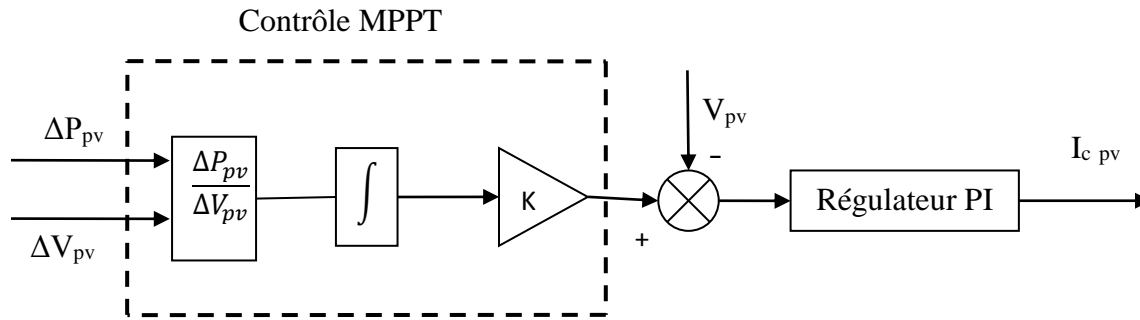 Contrôle MPPT
ΔPpv
ΔVpv
ΔPpv
ΔVpv
∫
K
+
Vpv
-
Régulateur PI
Ic pv